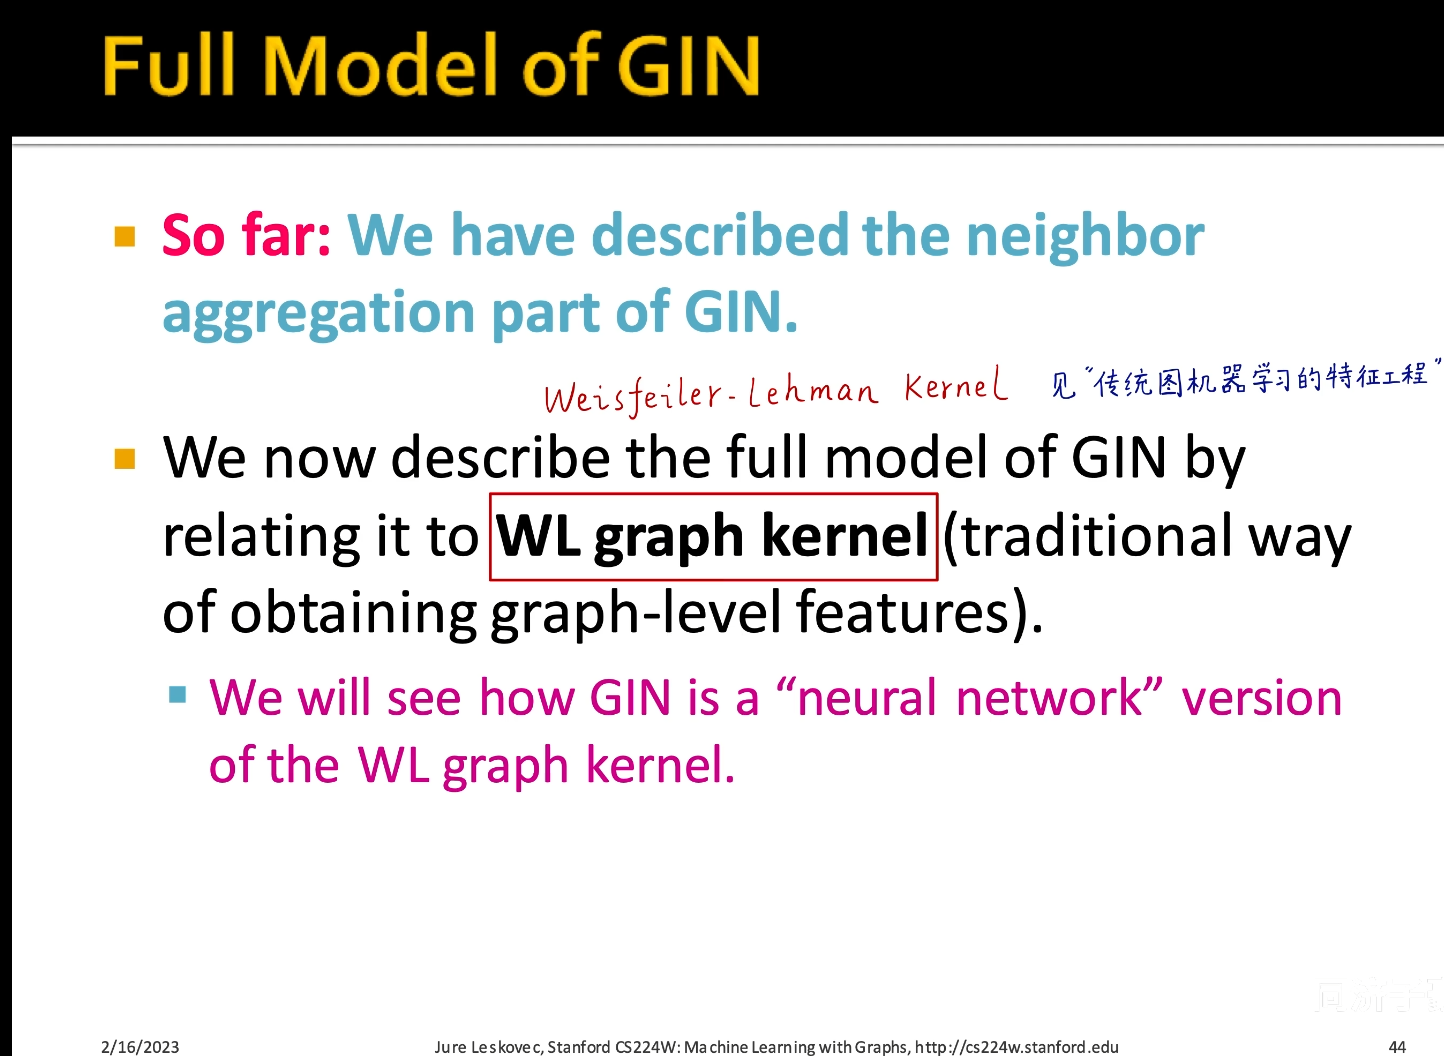 Full Model of GIN
So far: We have described the neighbor
aggregation part of GIN.
Weisfeiler-Lehman Kernel 见“传统图机器学习的特征工程”
We now describe the full model of GIN by
relating it to WL graph kernel (traditional way
of obtaining graph-level features).
We will see how GIN is a “neural network” version
of the WL graph kernel.
2/16/2023 Jure Leskovec, Stanford CS224W: Machine Learning with Graphs, http://cs224w.stanford.edu 44